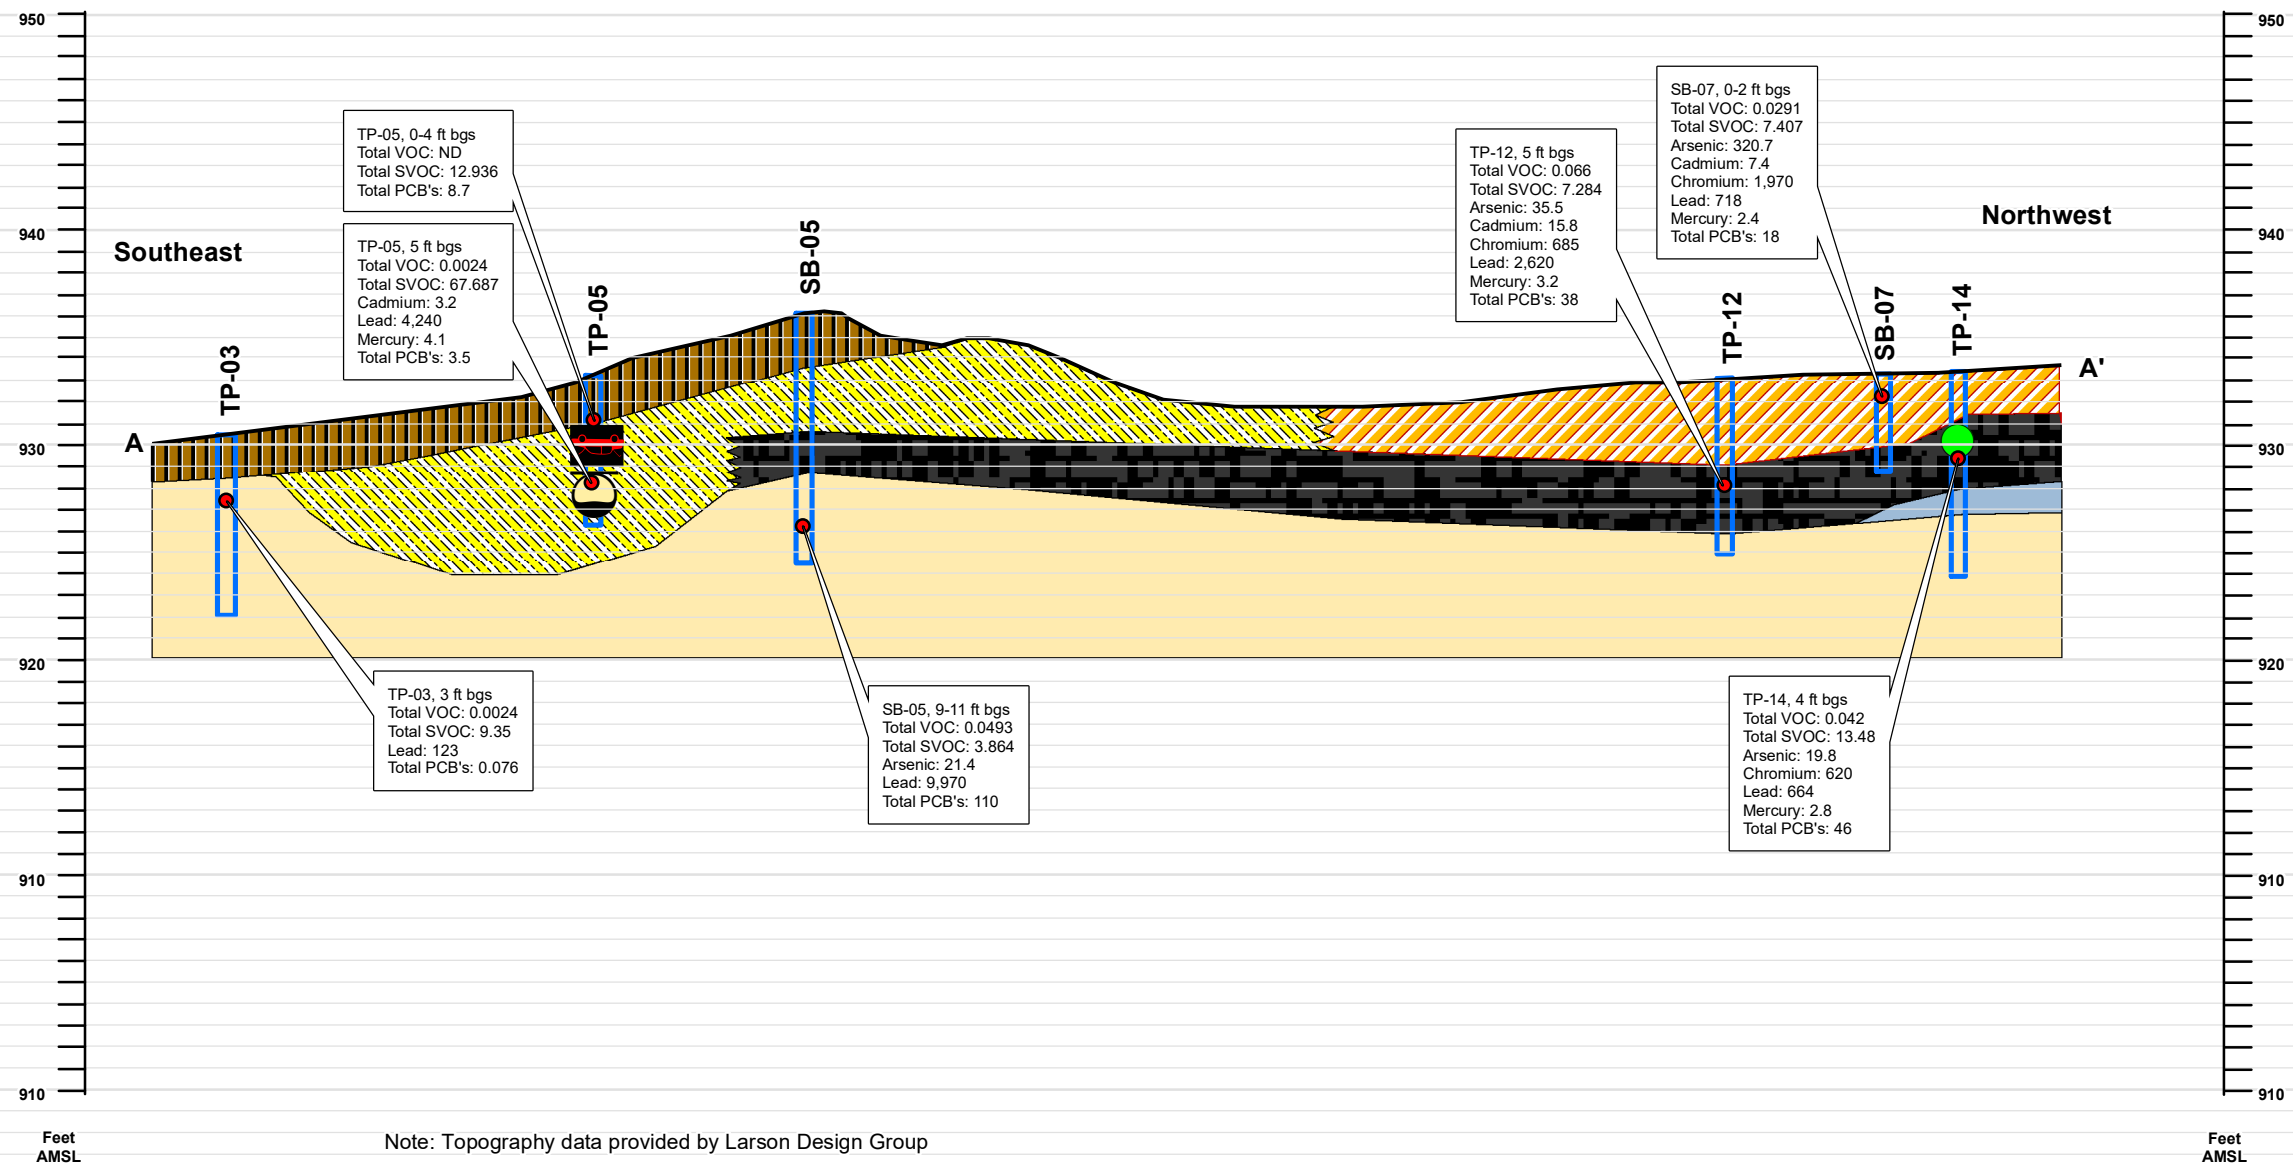 950
950
SB-07, 0-2 ft bgs
Total VOC: 0.0291
Total SVOC: 7.407
Arsenic: 320.7
Cadmium: 7.4
Chromium: 1,970
Lead: 718
Mercury: 2.4
Total PCB's: 18
TP-05, 0-4 ft bgs
Total VOC: ND
Total SVOC: 12.936
Total PCB's: 8.7
TP-12, 5 ft bgs
Total VOC: 0.066
Total SVOC: 7.284
Arsenic: 35.5
Cadmium: 15.8
Chromium: 685
Lead: 2,620
Mercury: 3.2
Total PCB's: 38
940
940
Southeast
Northwest
TP-05, 5 ft bgs
Total VOC: 0.0024
Total SVOC: 67.687
Cadmium: 3.2
Lead: 4,240
Mercury: 4.1
Total PCB's: 3.5
TP-03
TP-05
SB-05
TP-12
SB-07
TP-14
A
A'
930
930
920
920
TP-03, 3 ft bgs
Total VOC: 0.0024
Total SVOC: 9.35
Lead: 123
Total PCB's: 0.076
SB-05, 9-11 ft bgs
Total VOC: 0.0493
Total SVOC: 3.864
Arsenic: 21.4
Lead: 9,970
Total PCB's: 110
TP-14, 4 ft bgs
Total VOC: 0.042
Total SVOC: 13.48
Arsenic: 19.8
Chromium: 620
Lead: 664
Mercury: 2.8
Total PCB's: 46
910
910
910
910
Feet
AMSL
Note: Topography data provided by Larson Design Group
Feet
AMSL